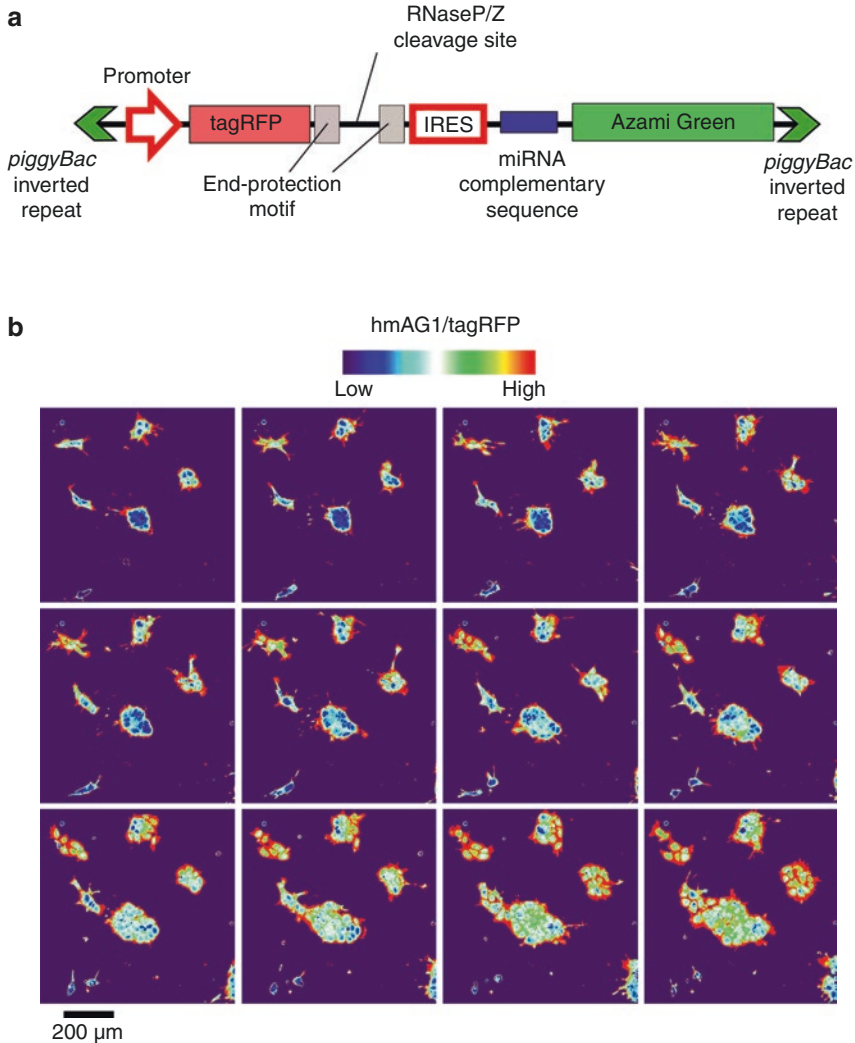 a
RNaseP/Z
cleavage site
Promoter
tagRFP
IRES
Azami Green
piggyBac
inverted
repeat
End-protection
motif
miRNA
complementary
sequence
piggyBac
inverted
repeat
b
hmAG1/tagRFP
Low
High
200 µm